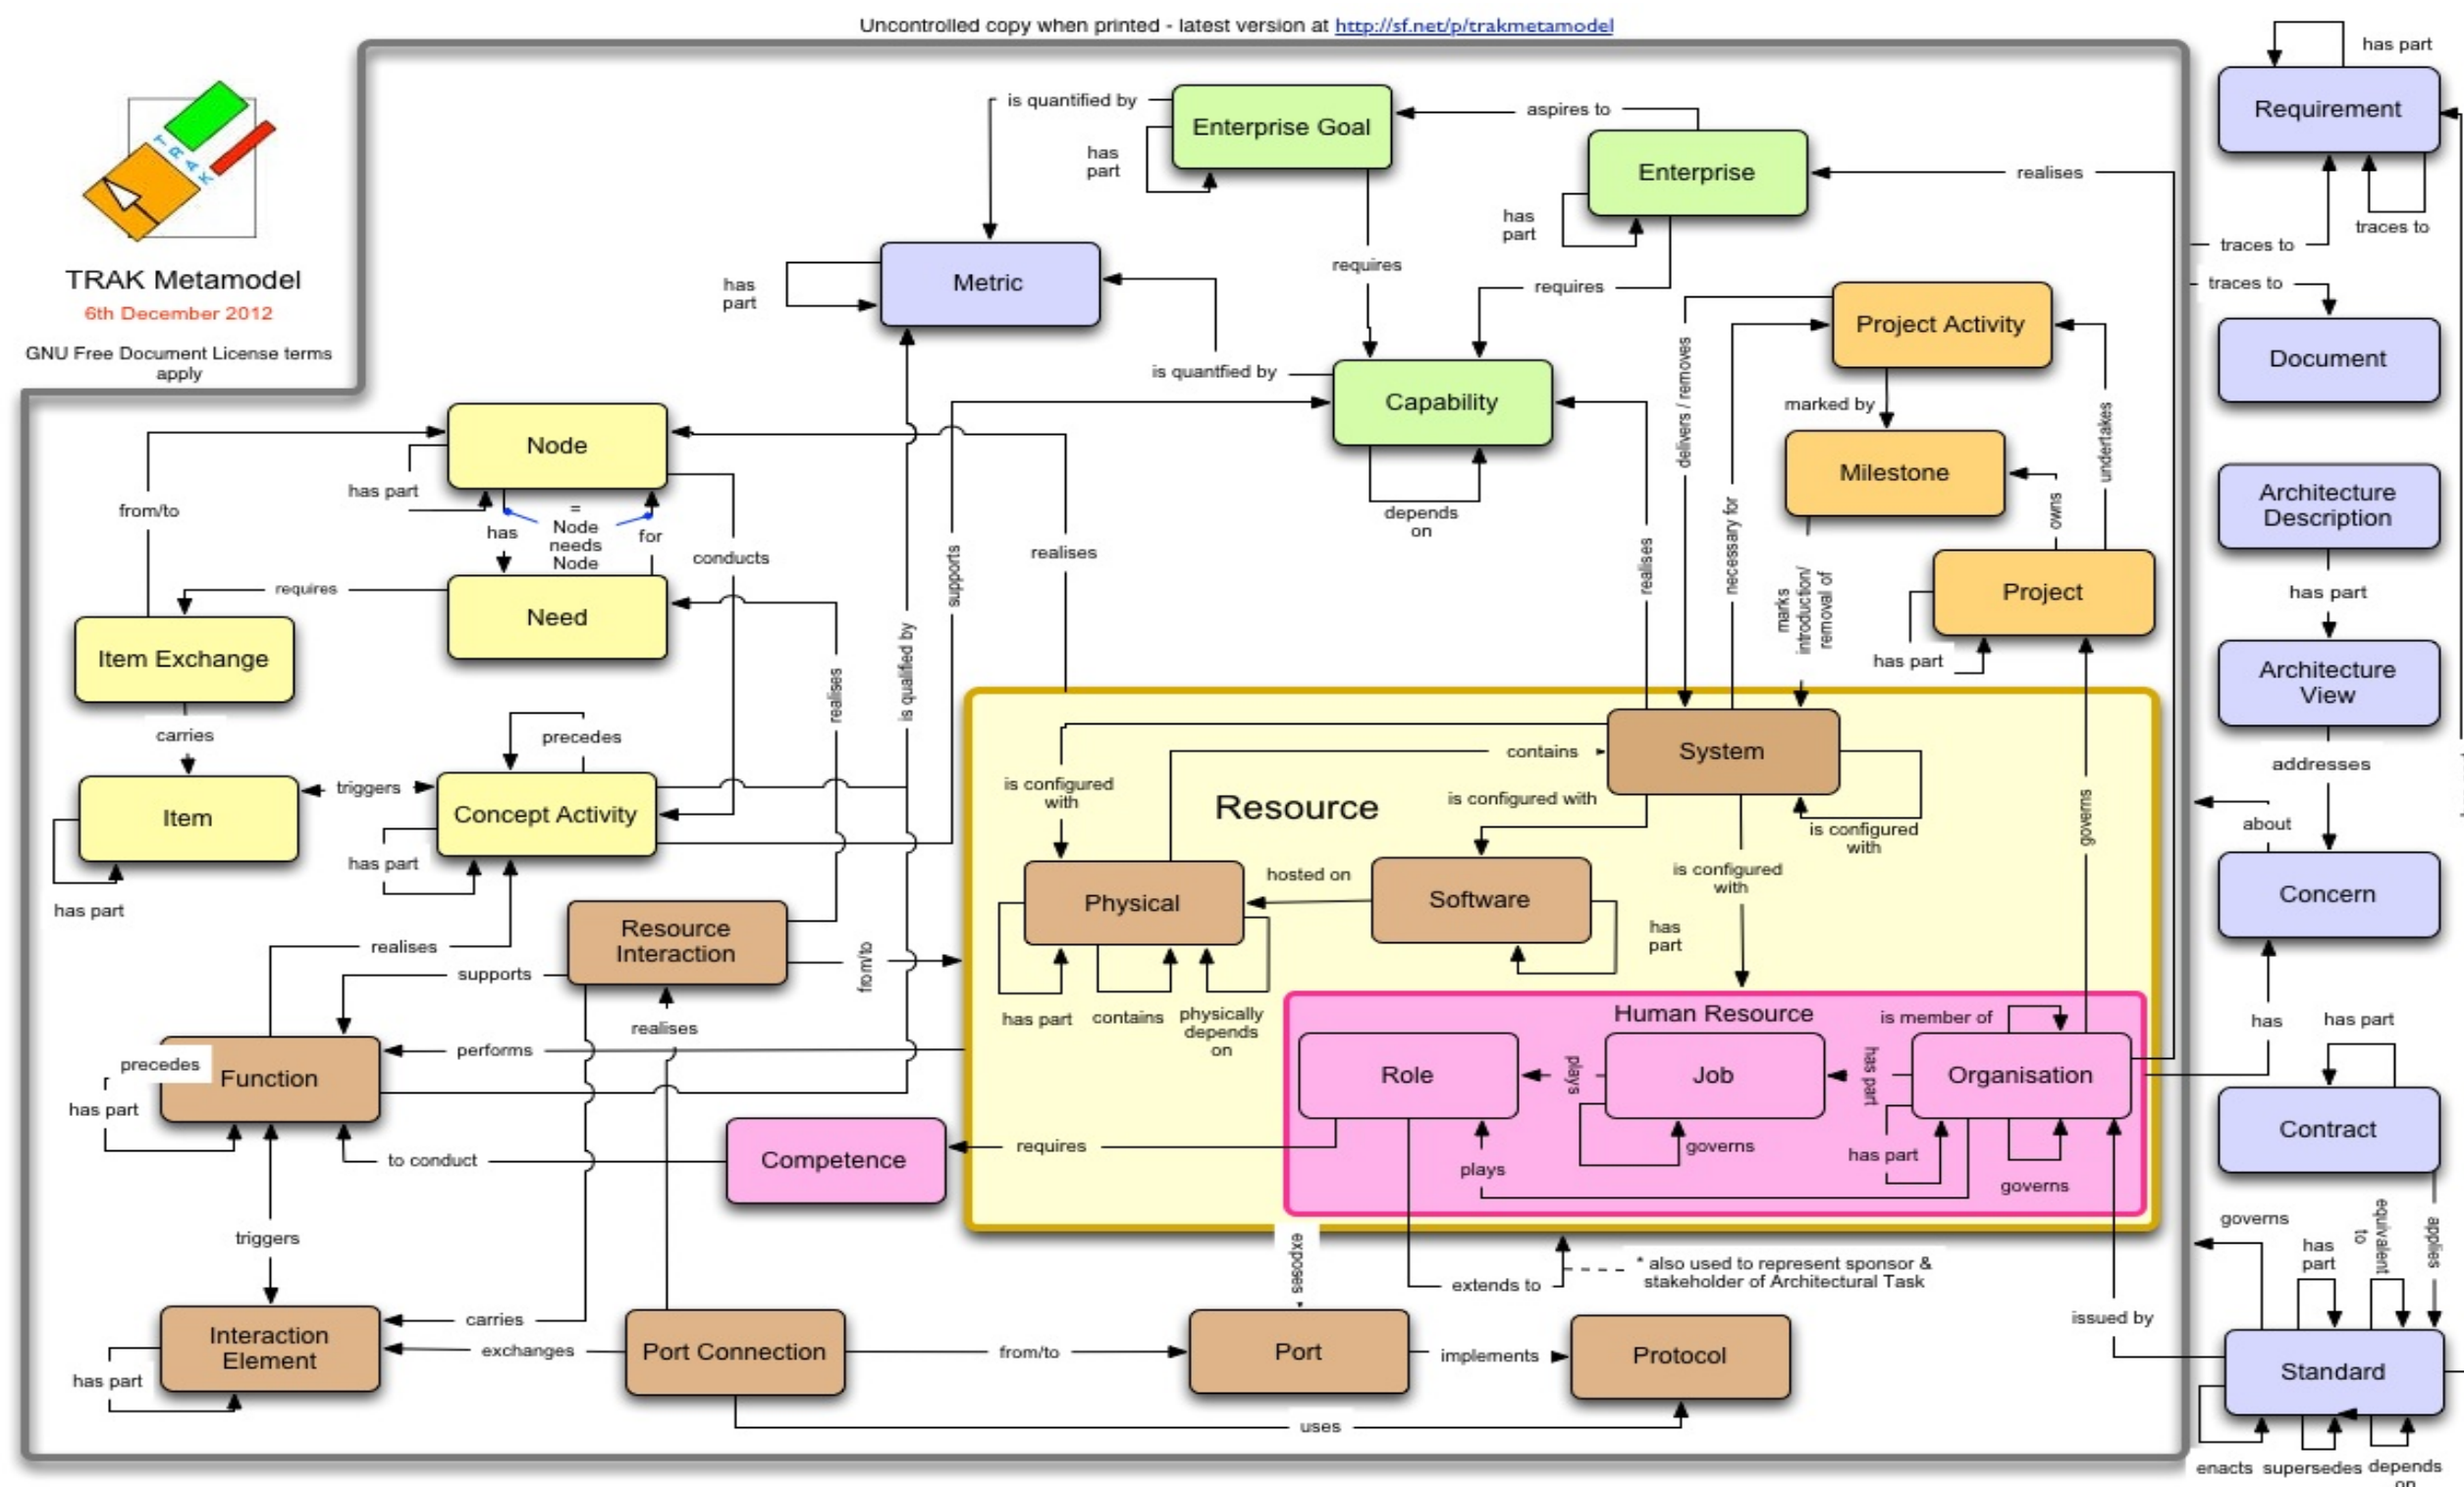 Uncontrolled copy when printed - latest version at http://sf.net/p/trakmetamodel
TRAK
TRAK Metamodel
6th December 2012
GNU Free Document License terms
apply
is quantified by
Enterprise Goal
has
part
aspires to
Enterprise
has
part
realises
requires
requires
Metric
has
part
is quantfied by
Capability
depends
on
Project Activity
delivers / removes
necessary for
marked by
undertakes
Milestone
owns
marks
introduction/
removal of
Project
has part
realises
Node
has part
from/to
has
=
Node
needs
Node
for
conducts
supports
realises
requires
Need
Item Exchange
carries
realises
is qualified by
precedes
Item
triggers
Concept Activity
has part
has part
Resource
Interaction
realises
supports
from/to
realises
performs
precedes
Function
has part
to conduct
Competence
requires
triggers
Interaction
Element
has part
carries
exchanges
Port Connection
from/to
exposes
Port
implements
Protocol
uses
Resource
System
contains
is configured
with
is configured with
is configured
with
is configured
with
Physical
hosted on
Software
has
part
has part
contains
physically
depends
on
governs
Human Resource
is member of
Role
plays
Job
has part
Organisation
governs
plays
has part
governs
extends to
* also used to represent sponsor &
stakeholder of Architectural Task
issued by
has part
Requirement
traces to
traces to
traces to
Document
Architecture
Description
has part
Architecture
View
addresses
about
Concern
has
has part
Contract
governs
has
part
equivalent
to
applies
Standard
enacts
supersedes
depends
on